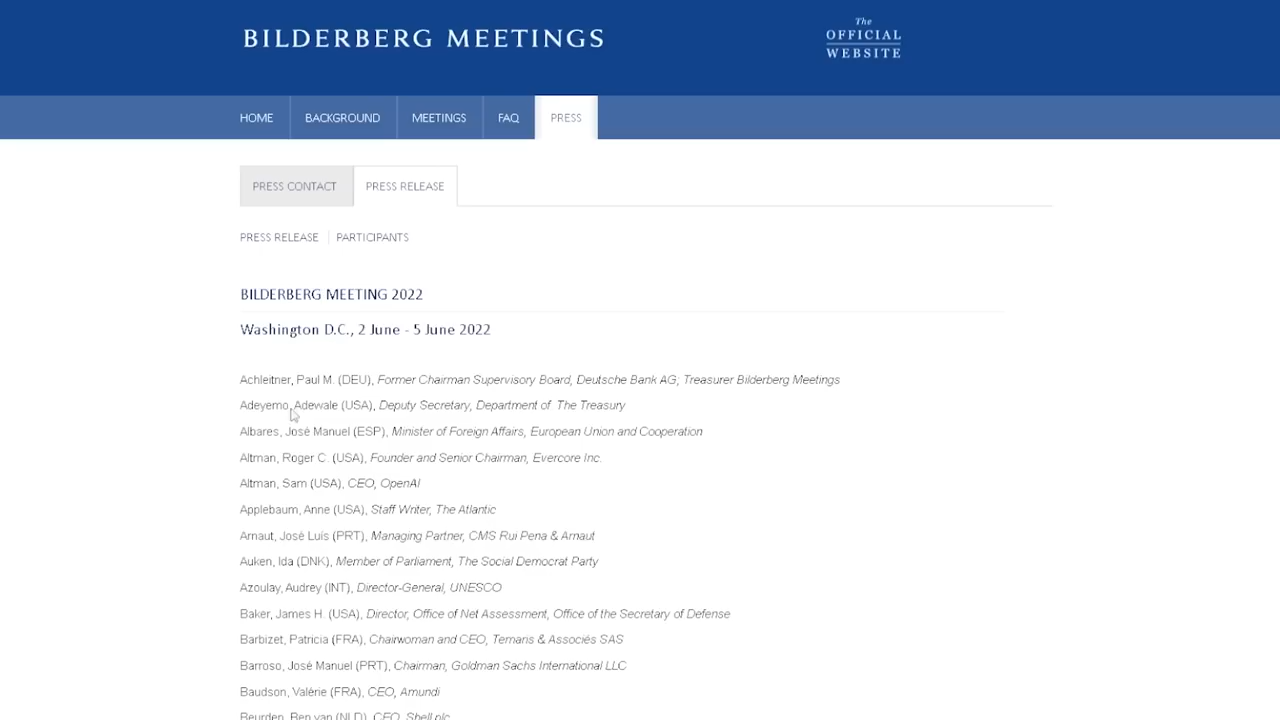 BILDERBERG MEETINGS
The
OFFICIAL
WEBSITE
HOME
BACKGROUND
MEETINGS
FAQ
PRESS
PRESS CONTACT
PRESS RELEASE
PRESS RELEASE
PARTICIPANTS
BILDERBERG MEETING 2022
Washington D.C., 2 June - 5 June 2022
Achleitner, Paul M. (DEU), Former Chairman Supervisory Board, Deutsche Bank AG; Treasurer Bilderberg Meetings
Adeyemo, Adewale (USA), Deputy Secretary, Department of The Treasury
Albares, José Manuel (ESP), Minister of Foreign Affairs, European Union and Cooperation
Altman, Roger C. (USA), Founder and Senior Chairman, Evercore Inc.
Altman, Sam (USA), CEO, OpenAI
Applebaum, Anne (USA), Staff Writer, The Atlantic
Arnaut, José Luís (PRT), Managing Partner, CMS Rui Pena & Arnaut
Auken, Ida (DNK), Member of Parliament, The Social Democrat Party
Azoulay, Audrey (INT), Director-General, UNESCO
Baker, James H. (USA), Director, Office of Net Assessment, Office of the Secretary of Defense
Barbizet, Patricia (FRA), Chairwoman and CEO, Temaris & Associés SAS
Barroso, José Manuel (PRT), Chairman, Goldman Sachs International LLC
Baudson, Valérie (FRA), CEO, Amundi
Beurden, Ben van (NLD), CEO, Shell plc